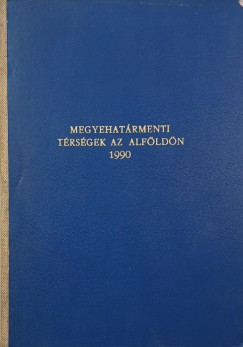 MEGYEHATÁRMENTI
TÉRSÉGEK AZ ALFÖLDÖN
1990